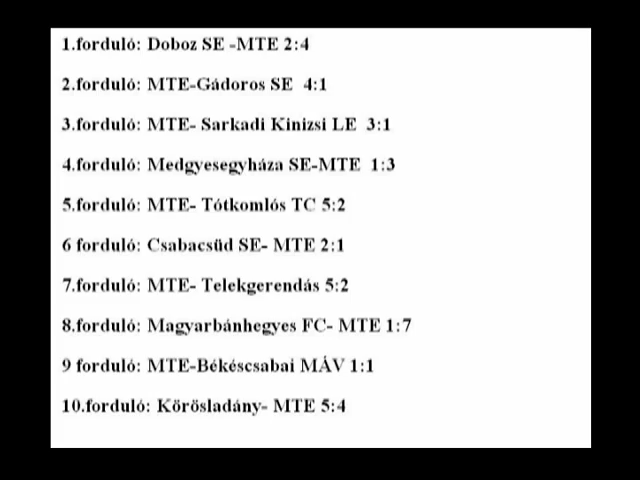 1.forduló: Doboz SE -MTE 2:4
2.forduló: MTE-Gádoros SE  4:1
3.forduló: MTE- Sarkadi Kinizsi LE  3:1
4.forduló: Medgyesegyháza SE-MTE  1:3
5.forduló: MTE- Tótkomlós TC 5:2
6 forduló: Csabacsüd SE- MTE 2:1
7.forduló: MTE- Telekgerendás 5:2
8.forduló: Magyarbánhegyes FC- MTE 1:7
9 forduló: MTE-Békéscsabai MÁV 1:1
10.forduló: Körösladány- MTE 5:4